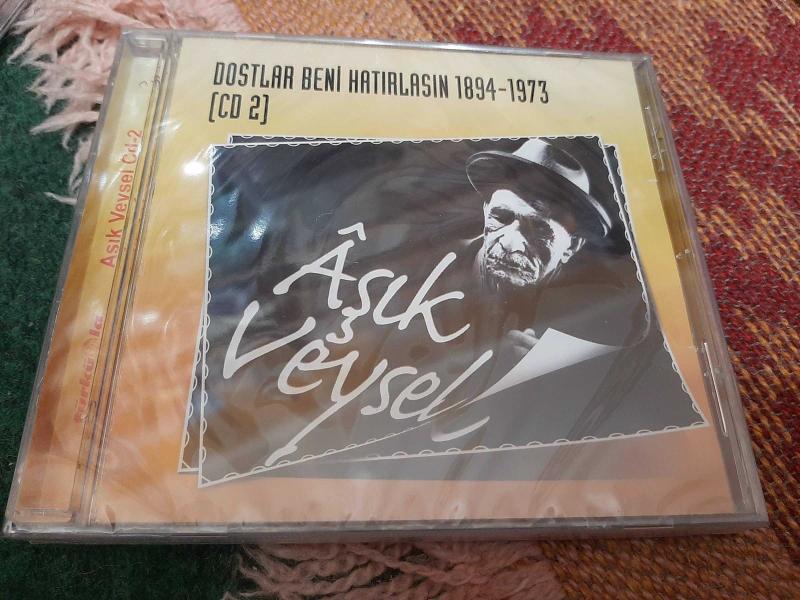 DOSTLAR BENİ HATIRLASIN 1894-1973
(CD 2)
Âşık
Veysel
Aşık Veysel Cd-2